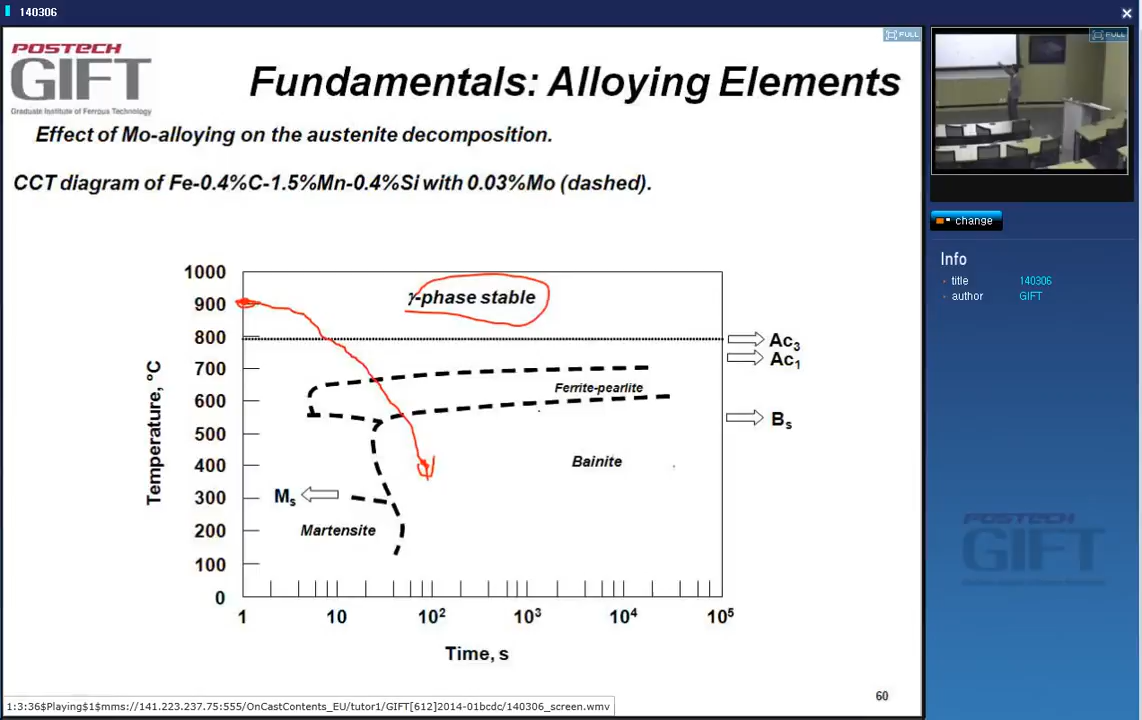 140306
POSTECH
GIFT
Graduate Institute of Ferrous Technology
FULL
FULL
Fundamentals: Alloying Elements
Effect of Mo-alloying on the austenite decomposition.
CCT diagram of Fe-0.4%C-1.5%Mn-0.4%Si with 0.03%Mo (dashed).
change
Info
title 140306
author GIFT
1000
900
800
700
600
500
400
300
200
100
0
Temperature, °C
γ-phase stable
Ac₃
Ac₁
Ferrite-pearlite
Bₛ
Bainite
Mₛ
Martensite
1 10 10² 10³ 10⁴ 10⁵
Time, s
POSTECH
GIFT
60
1:3:36$Playing$1$mms://141.223.237.75:555/OnCastContents_EU/tutor1/GIFT[612]2014-01bcdc/140306_screen.wmv